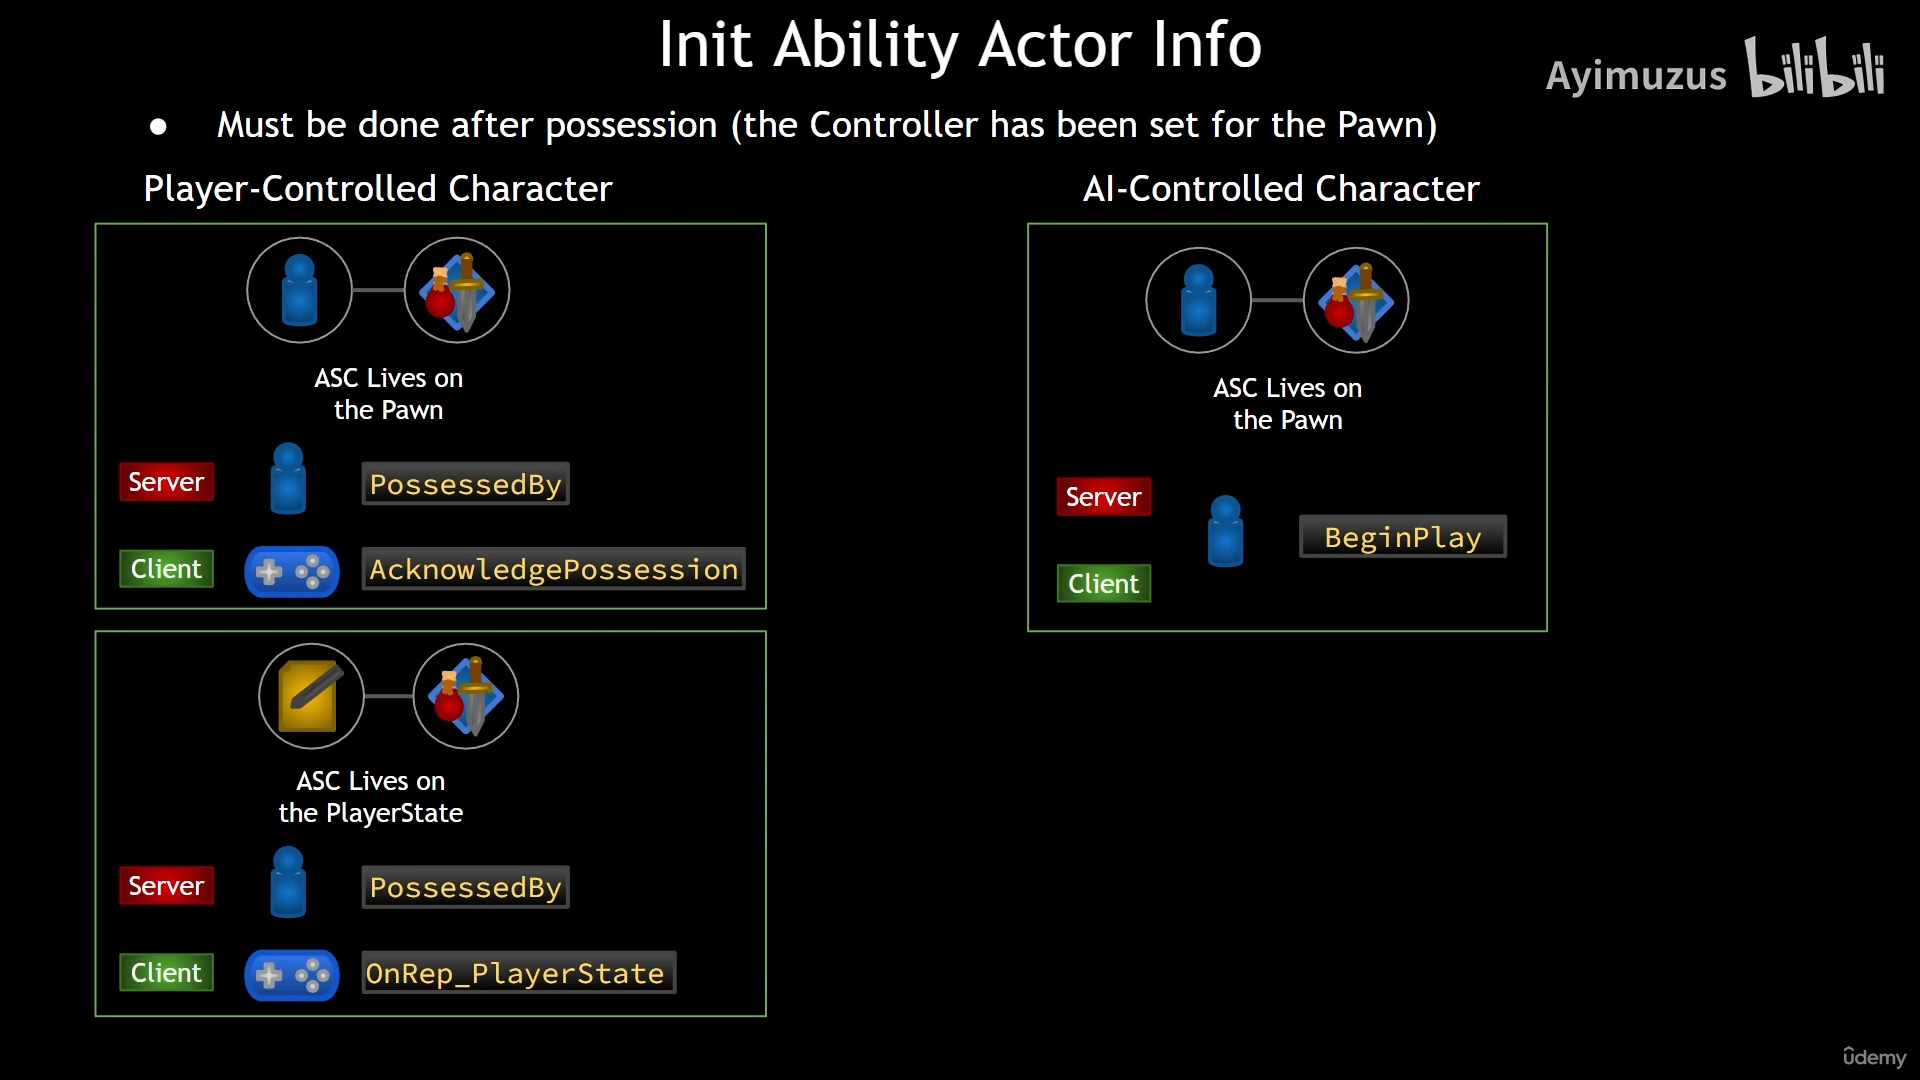 Init Ability Actor Info
Ayimuzus bilibili
● Must be done after possession (the Controller has been set for the Pawn)
Player-Controlled Character
ASC Lives on
the Pawn
Server
PossessedBy
Client
AcknowledgePossession
ASC Lives on
the PlayerState
Server
PossessedBy
Client
OnRep_PlayerState
AI-Controlled Character
ASC Lives on
the Pawn
Server
BeginPlay
Client
ûdemy